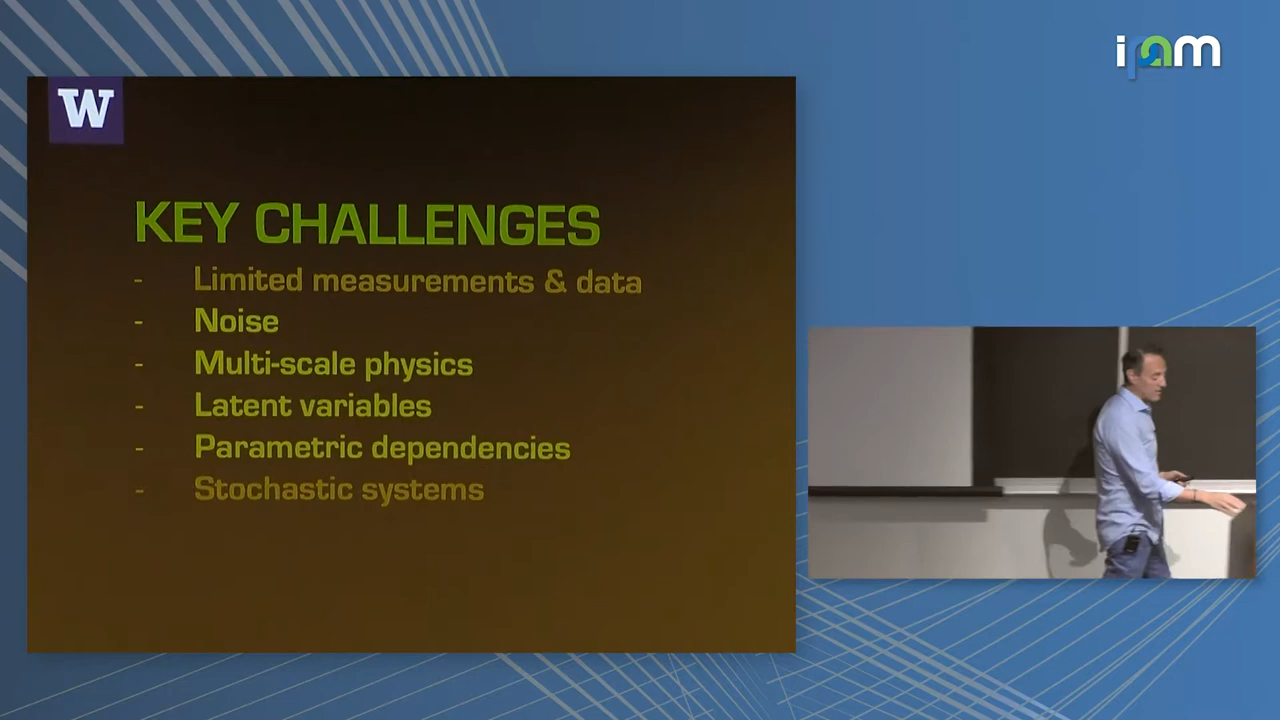 ipam
W
KEY CHALLENGES
- Limited measurements & data
- Noise
- Multi-scale physics
- Latent variables
- Parametric dependencies
- Stochastic systems